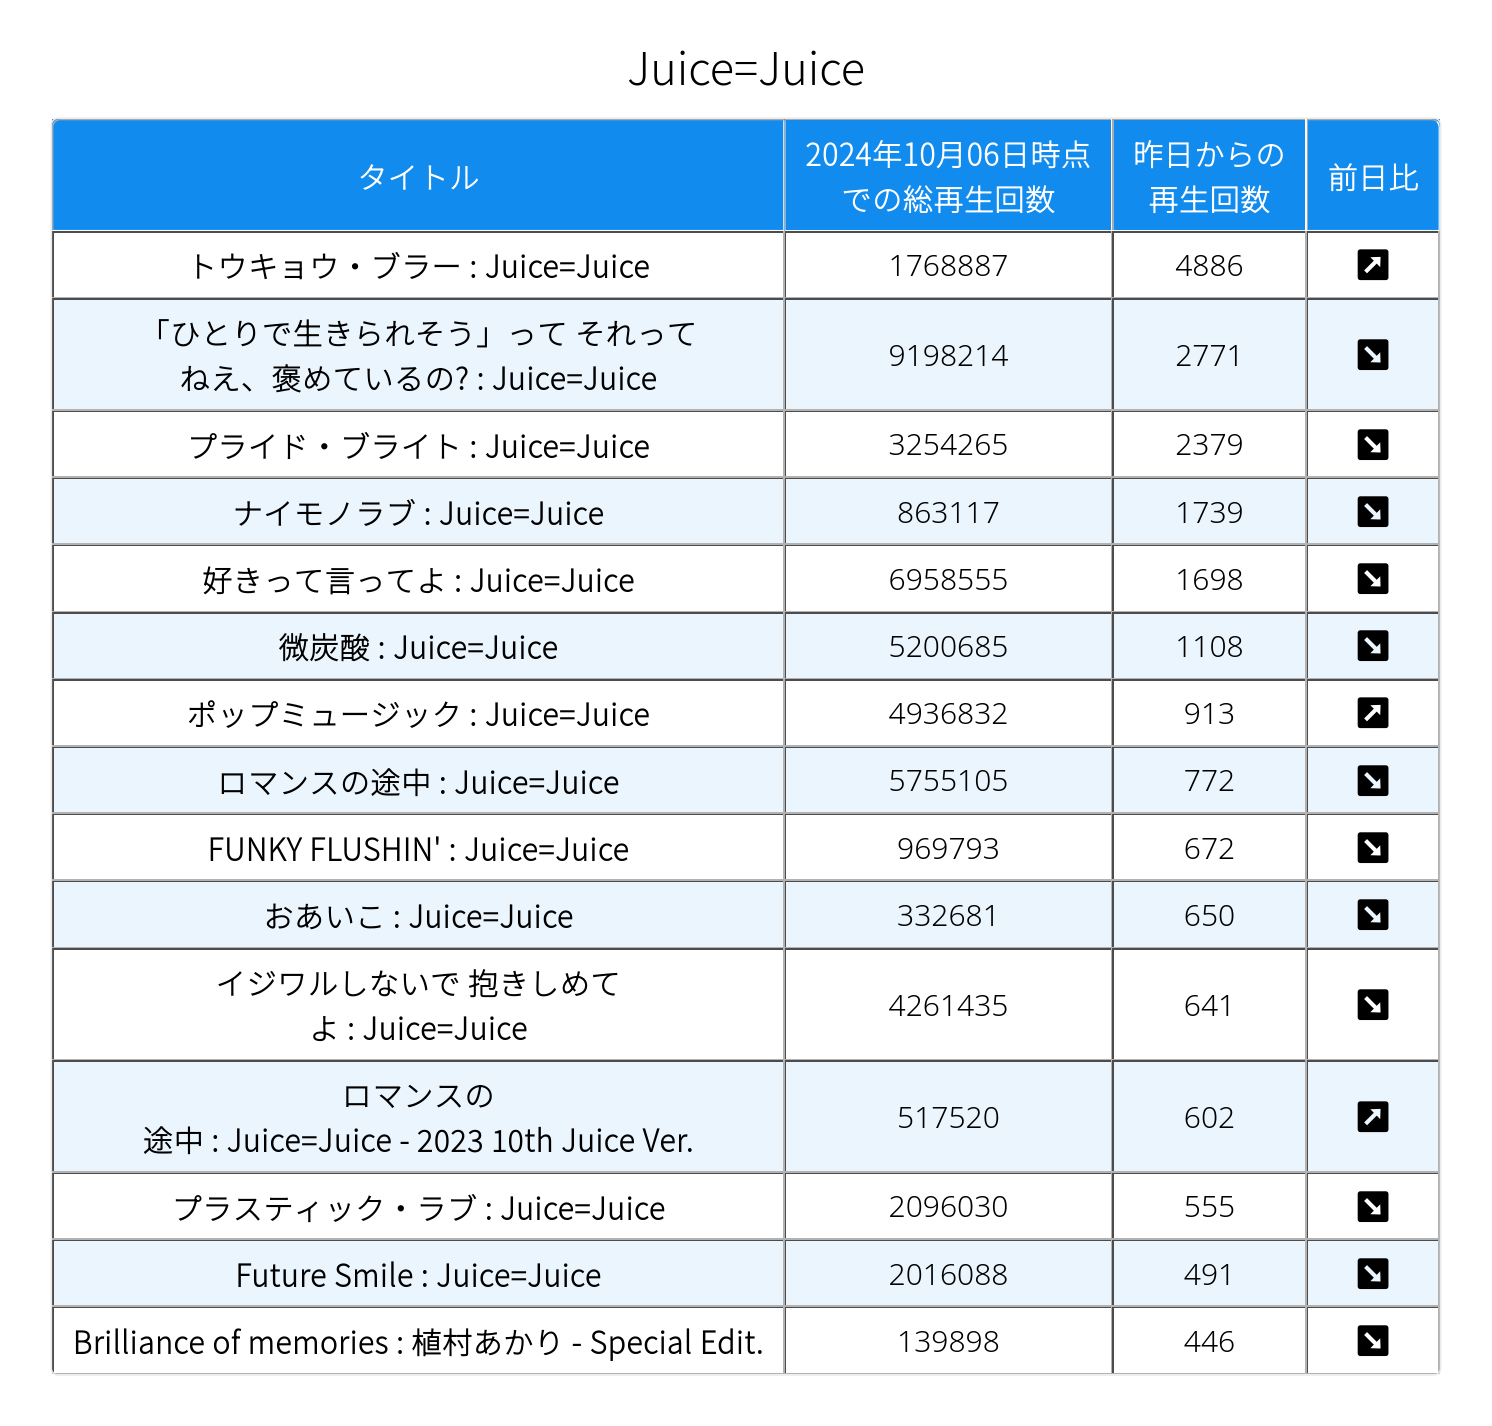 Juice=Juice
タイトル
2024年10月06日時点
での総再生回数
昨日からの
再生回数
前日比
トウキョウ・ブラー : Juice=Juice
1768887
4886
「ひとりで生きられそう」って それって
ねえ、褒めているの? : Juice=Juice
9198214
2771
プライド・ブライト : Juice=Juice
3254265
2379
ナイモノラブ : Juice=Juice
863117
1739
好きって言ってよ : Juice=Juice
6958555
1698
微炭酸 : Juice=Juice
5200685
1108
ポップミュージック : Juice=Juice
4936832
913
ロマンスの途中 : Juice=Juice
5755105
772
FUNKY FLUSHIN' : Juice=Juice
969793
672
おあいこ : Juice=Juice
332681
650
イジワルしないで 抱きしめて
よ : Juice=Juice
4261435
641
ロマンスの
途中 : Juice=Juice - 2023 10th Juice Ver.
517520
602
プラスティック・ラブ : Juice=Juice
2096030
555
Future Smile : Juice=Juice
2016088
491
Brilliance of memories : 植村あかり - Special Edit.
139898
446